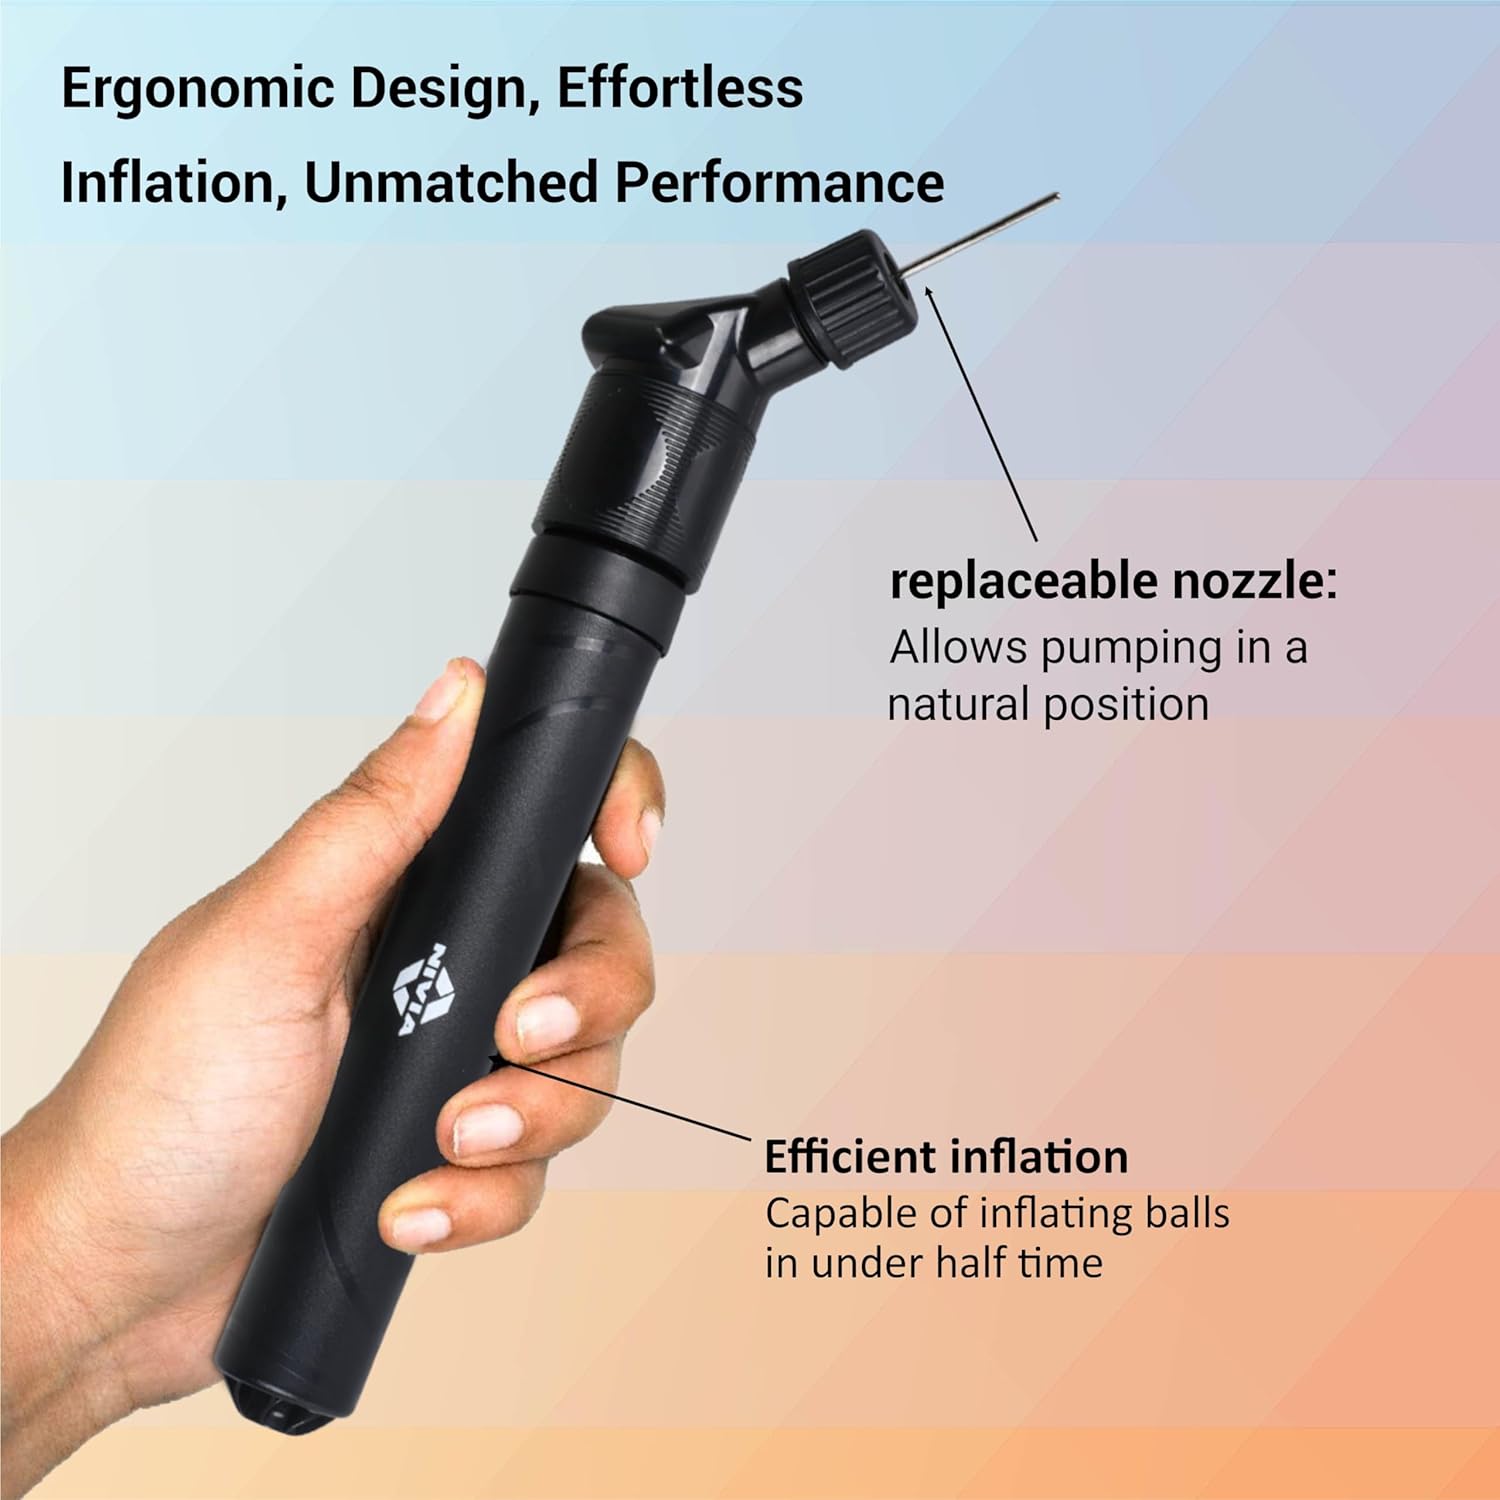 Ergonomic Design, Effortless
Inflation, Unmatched Performance
replaceable nozzle:
Allows pumping in a
natural position
NIVIA
Efficient inflation
Capable of inflating balls
in under half time